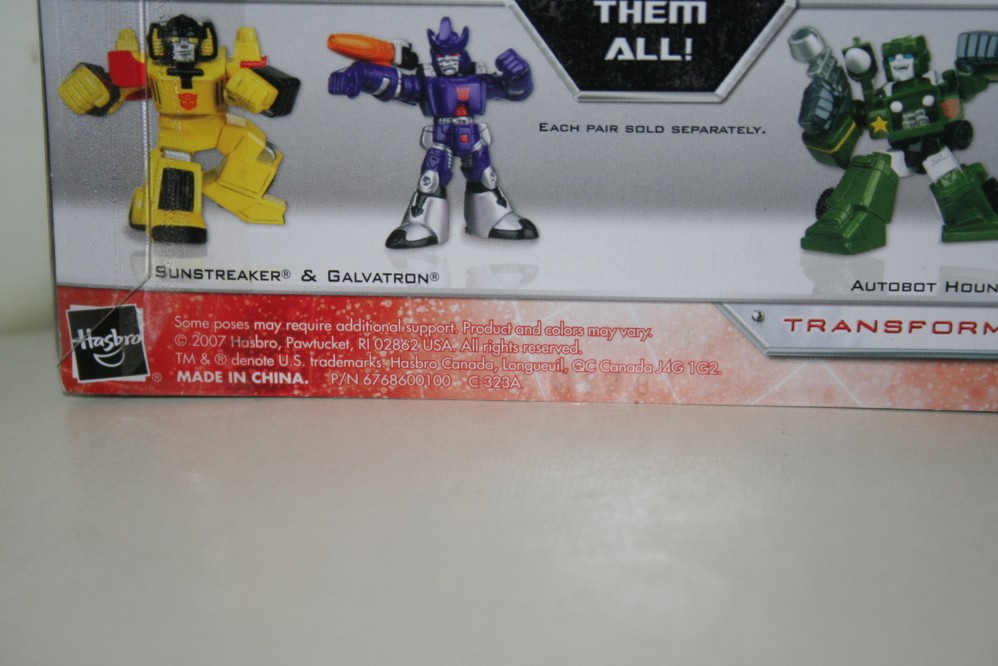 THEM
ALL!
EACH PAIR SOLD SEPARATELY.
SUNSTREAKER® & GALVATRON®
AUTOBOT HOUN
TRANSFORM
Hasbro
®
Some poses may require additional support. Product and colors may vary.
© 2007 Hasbro, Pawtucket, RI 02862 USA. All rights reserved.
TM & ® denote U.S. trademarks. Hasbro Canada, Longueuil, QC Canada J4G 1G2.
MADE IN CHINA. P/N 6768600100 C-323A